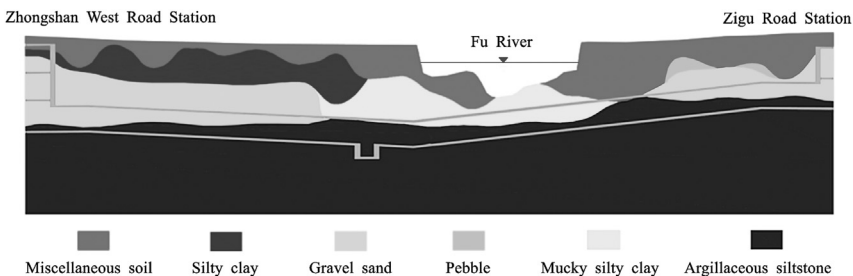 Zhongshan West Road Station
Zigu Road Station
Fu River
Miscellaneous soil
Silty clay
Gravel sand
Pebble
Mucky silty clay
Argillaceous siltstone